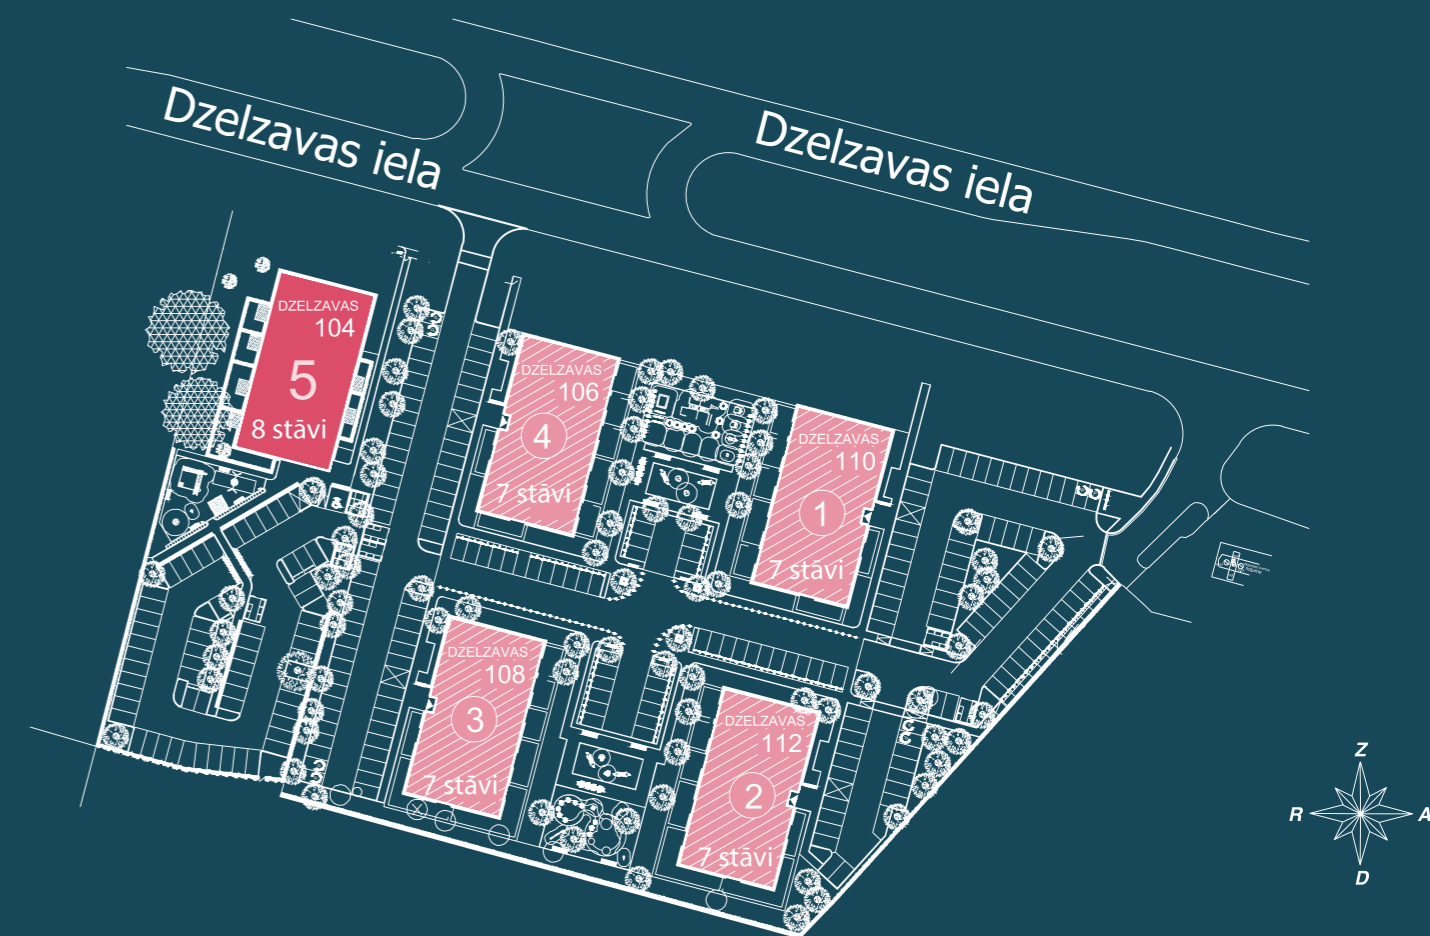 Dzelzavas iela
Dzelzavas iela
DZELZAVAS
104
5
8 stāvi
DZELZAVAS
106
4
7 stāvi
DZELZAVAS
110
1
7 stāvi
DZELZAVAS
108
3
7 stāvi
DZELZAVAS
112
2
7 stāvi
Z
R
A
D